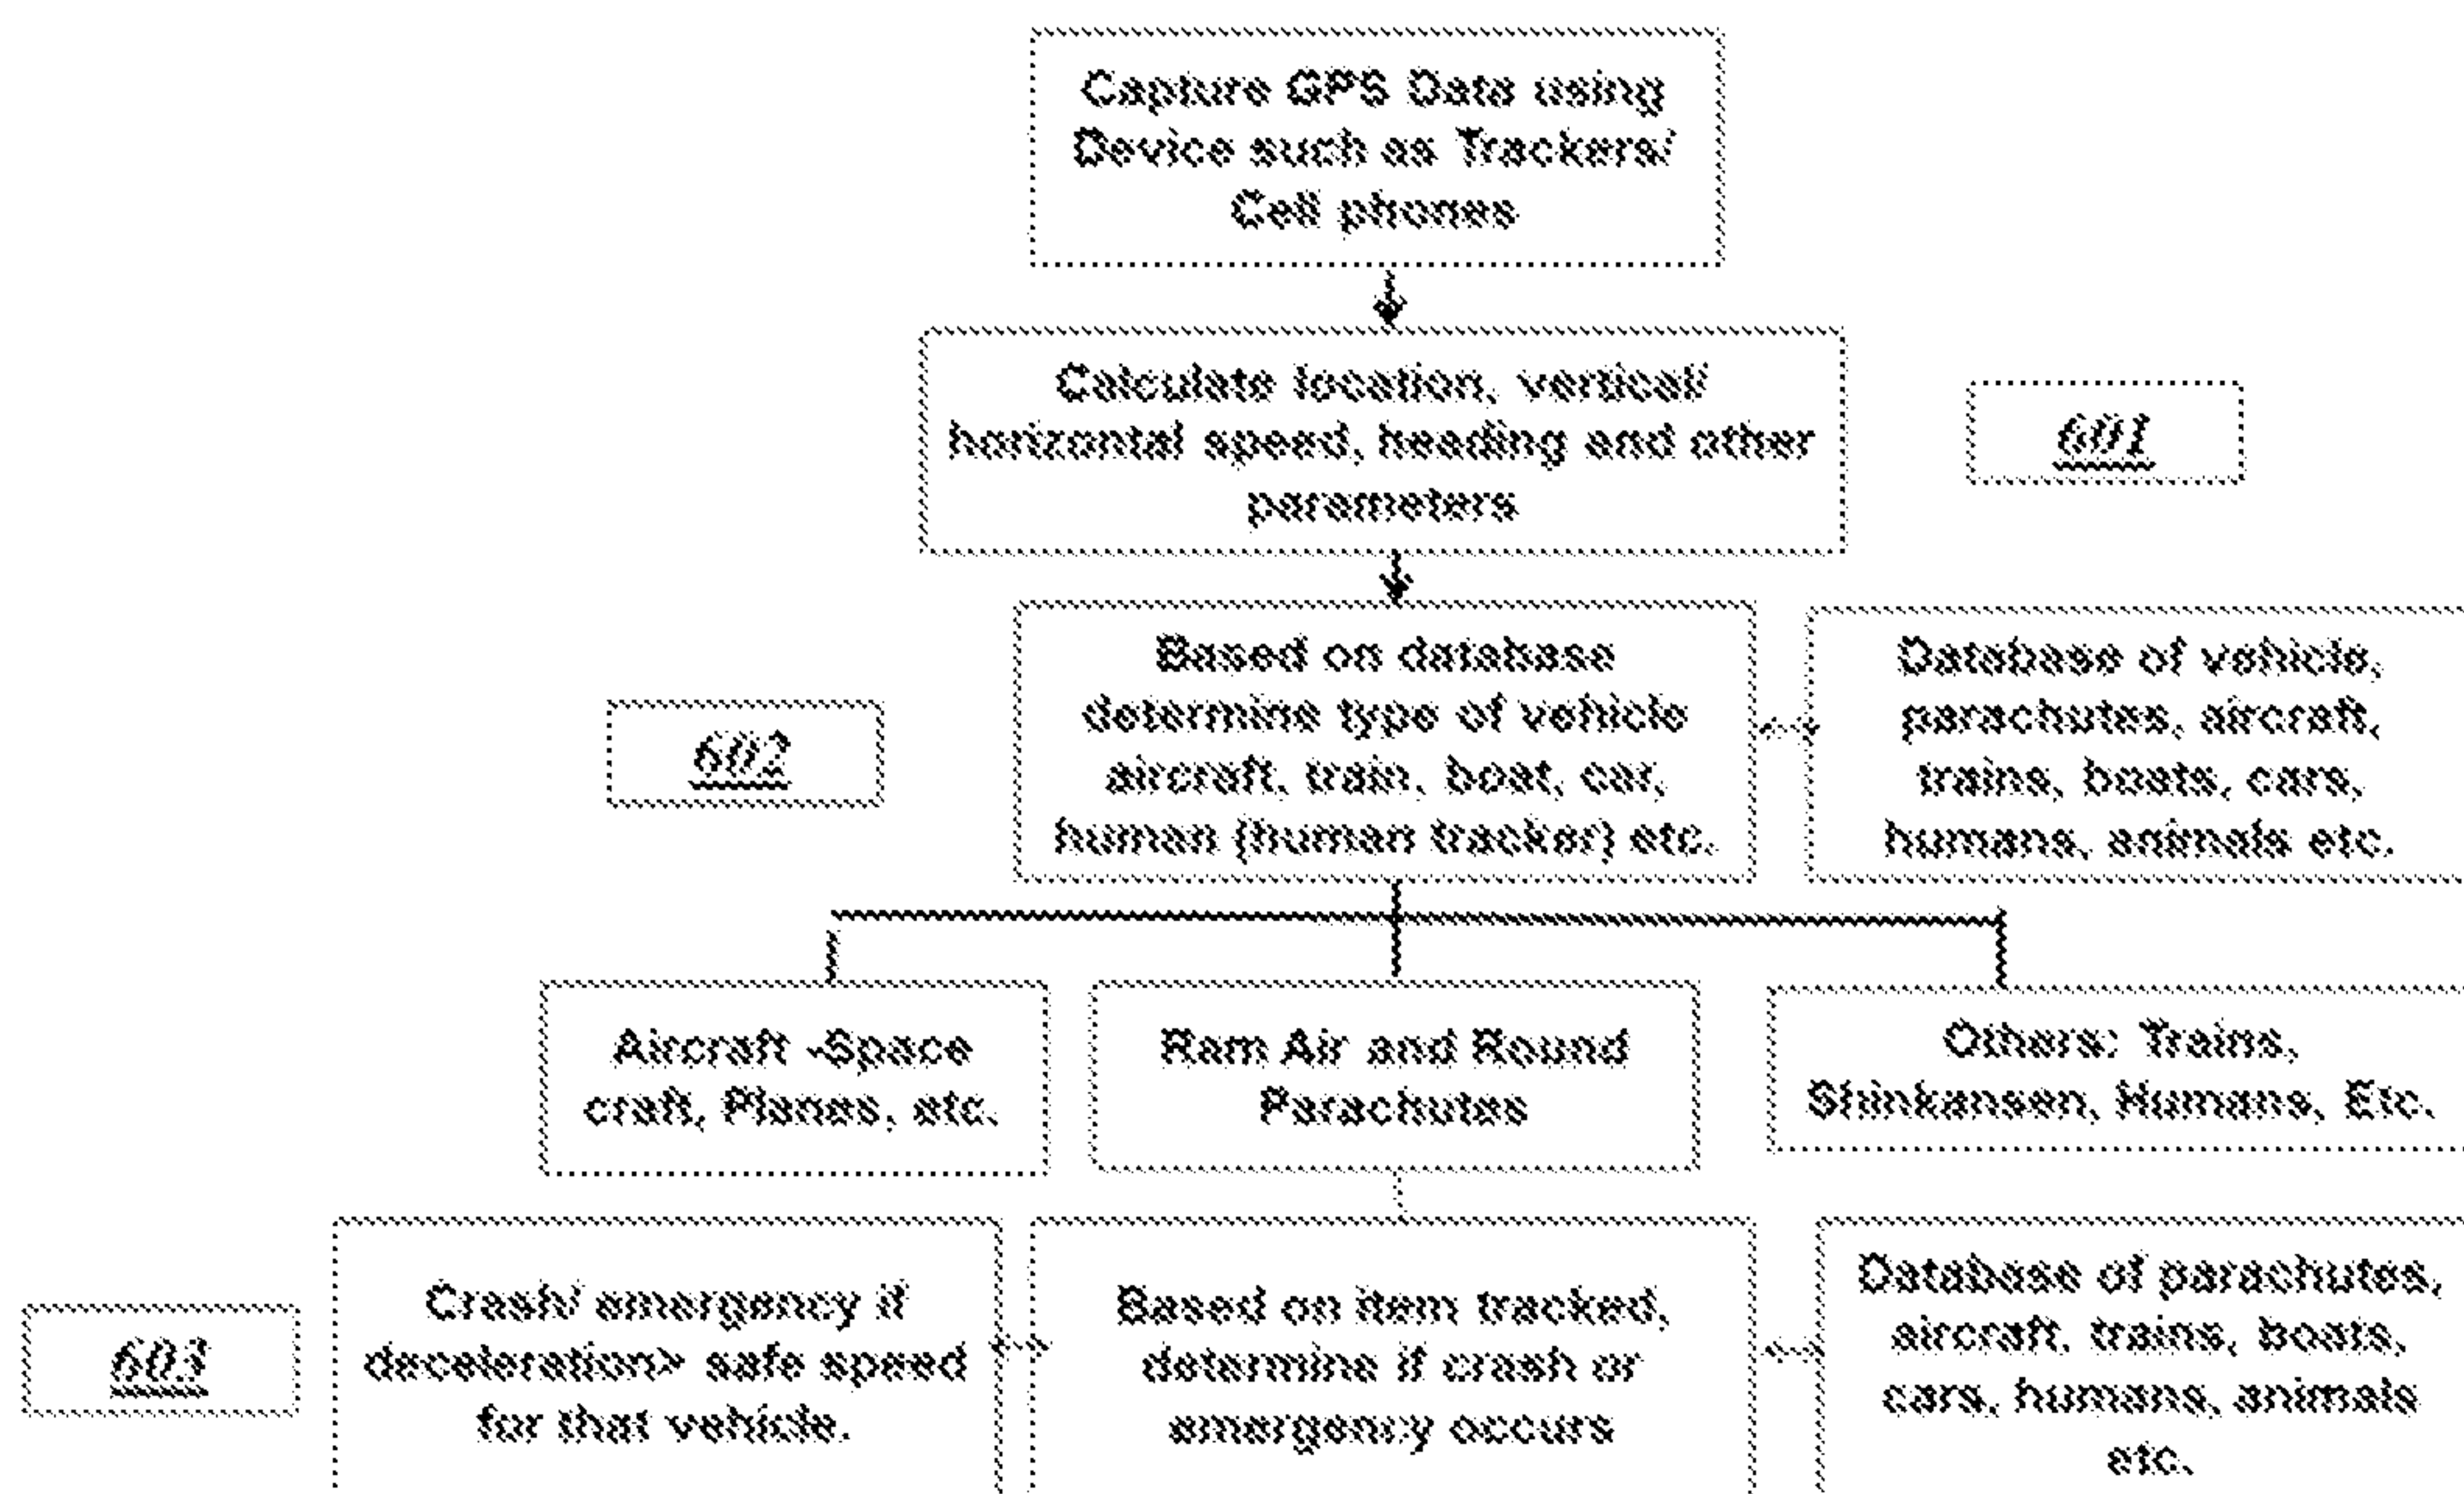 Capture GPS Data using
Device such as Trackers/
Cell phones
Calculate location, vertical/
horizontal speed, heading and other
parameters
601
Based on database
determine type of vehicle
aircraft, train, boat, car,
human (human tracker) etc.
Database of vehicle,
parachutes, aircraft,
trains, boats, cars,
humans, animals etc.
602
Aircraft -Space
craft, Planes, etc.
Ram Air and Round
Parachutes
Others: Trains,
Shinkansen, Humans, Etc.
603
Crash/ emergency if
deceleration> safe speed
for that vehicle.
Based on item tracked,
determine if crash or
emergency occurs
Database of parachutes,
aircraft, trains, boats,
cars, humans, animals
etc.